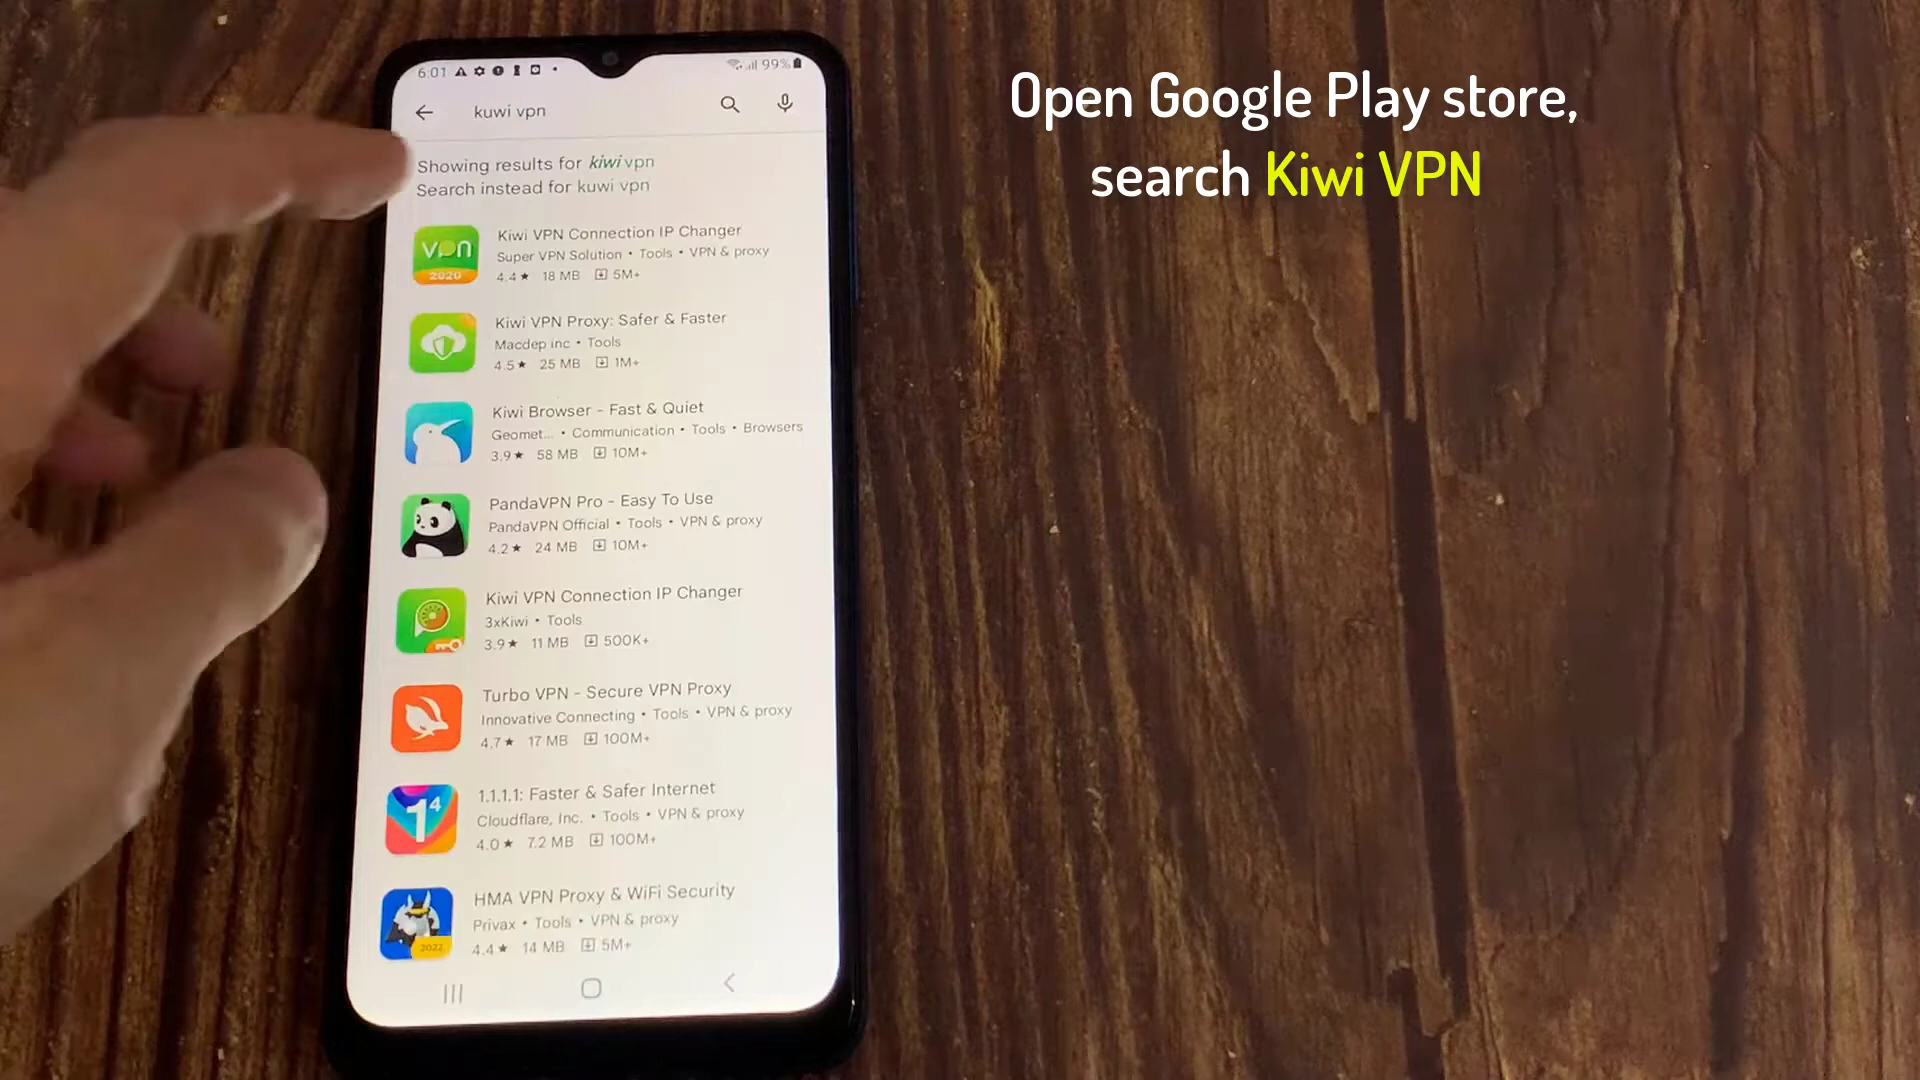 Open Google Play store,
search Kiwi VPN
6:01
99%
kuwi vpn
Showing results for kiwi vpn
Search instead for kuwi vpn
vpn
2020
Kiwi VPN Connection IP Changer
Super VPN Solution • Tools • VPN & proxy
4.4★ 18 MB 5M+
Kiwi VPN Proxy: Safer & Faster
Macdep inc • Tools
4.5★ 25 MB 1M+
Kiwi Browser - Fast & Quiet
Geomet... • Communication • Tools • Browsers
3.9★ 58 MB 10M+
PandaVPN Pro - Easy To Use
PandaVPN Official • Tools • VPN & proxy
4.2★ 24 MB 10M+
Kiwi VPN Connection IP Changer
3xKiwi • Tools
3.9★ 11 MB 500K+
Turbo VPN - Secure VPN Proxy
Innovative Connecting • Tools • VPN & proxy
4.7★ 17 MB 100M+
1⁴
1.1.1.1: Faster & Safer Internet
Cloudflare, Inc. • Tools • VPN & proxy
4.0★ 7.2 MB 100M+
2022
HMA VPN Proxy & WiFi Security
Privax • Tools • VPN & proxy
4.4★ 14 MB 5M+